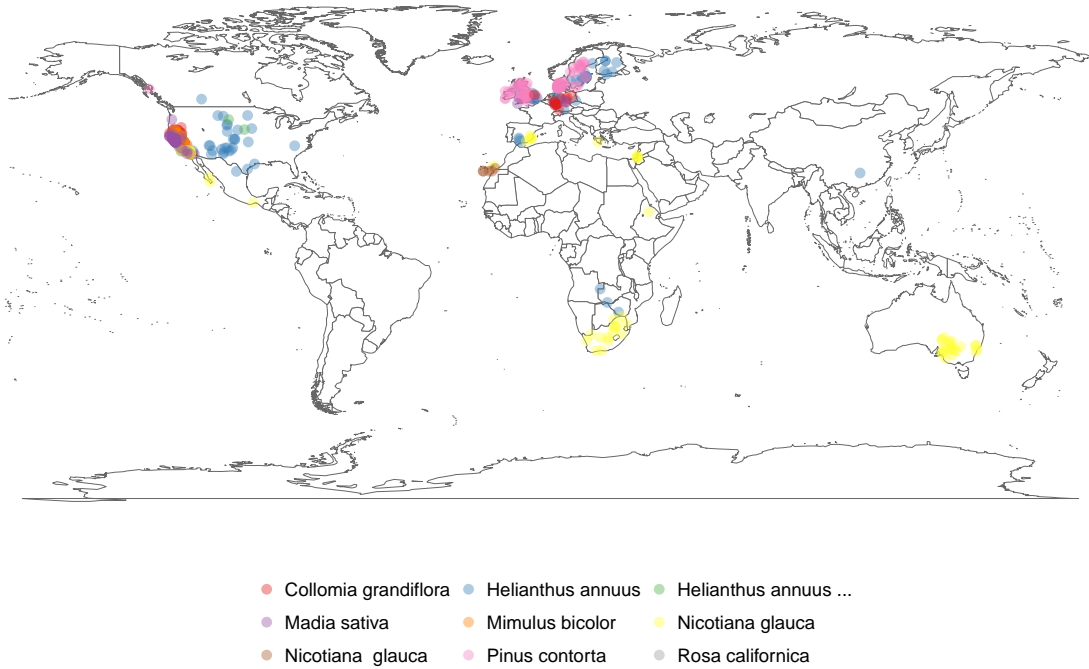 Collomia grandiflora Helianthus annuus Helianthus annuus ...
Madia sativa Mimulus bicolor Nicotiana glauca
Nicotiana  glauca Pinus contorta Rosa californica